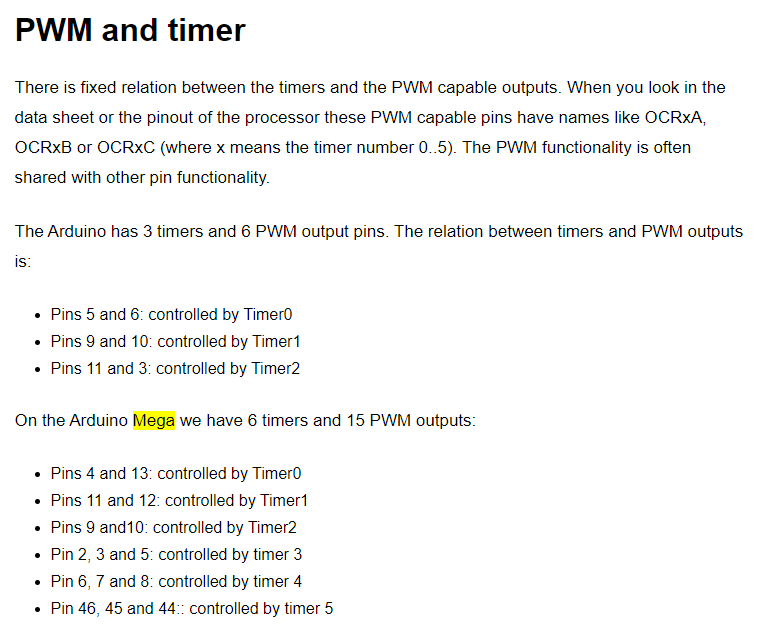 PWM and timer
There is fixed relation between the timers and the PWM capable outputs. When you look in the
data sheet or the pinout of the processor these PWM capable pins have names like OCRxA,
OCRxB or OCRxC (where x means the timer number 0..5). The PWM functionality is often
shared with other pin functionality.
The Arduino has 3 timers and 6 PWM output pins. The relation between timers and PWM outputs
is:
• Pins 5 and 6: controlled by Timer0
• Pins 9 and 10: controlled by Timer1
• Pins 11 and 3: controlled by Timer2
On the Arduino Mega we have 6 timers and 15 PWM outputs:
• Pins 4 and 13: controlled by Timer0
• Pins 11 and 12: controlled by Timer1
• Pins 9 and10: controlled by Timer2
• Pin 2, 3 and 5: controlled by timer 3
• Pin 6, 7 and 8: controlled by timer 4
• Pin 46, 45 and 44:: controlled by timer 5